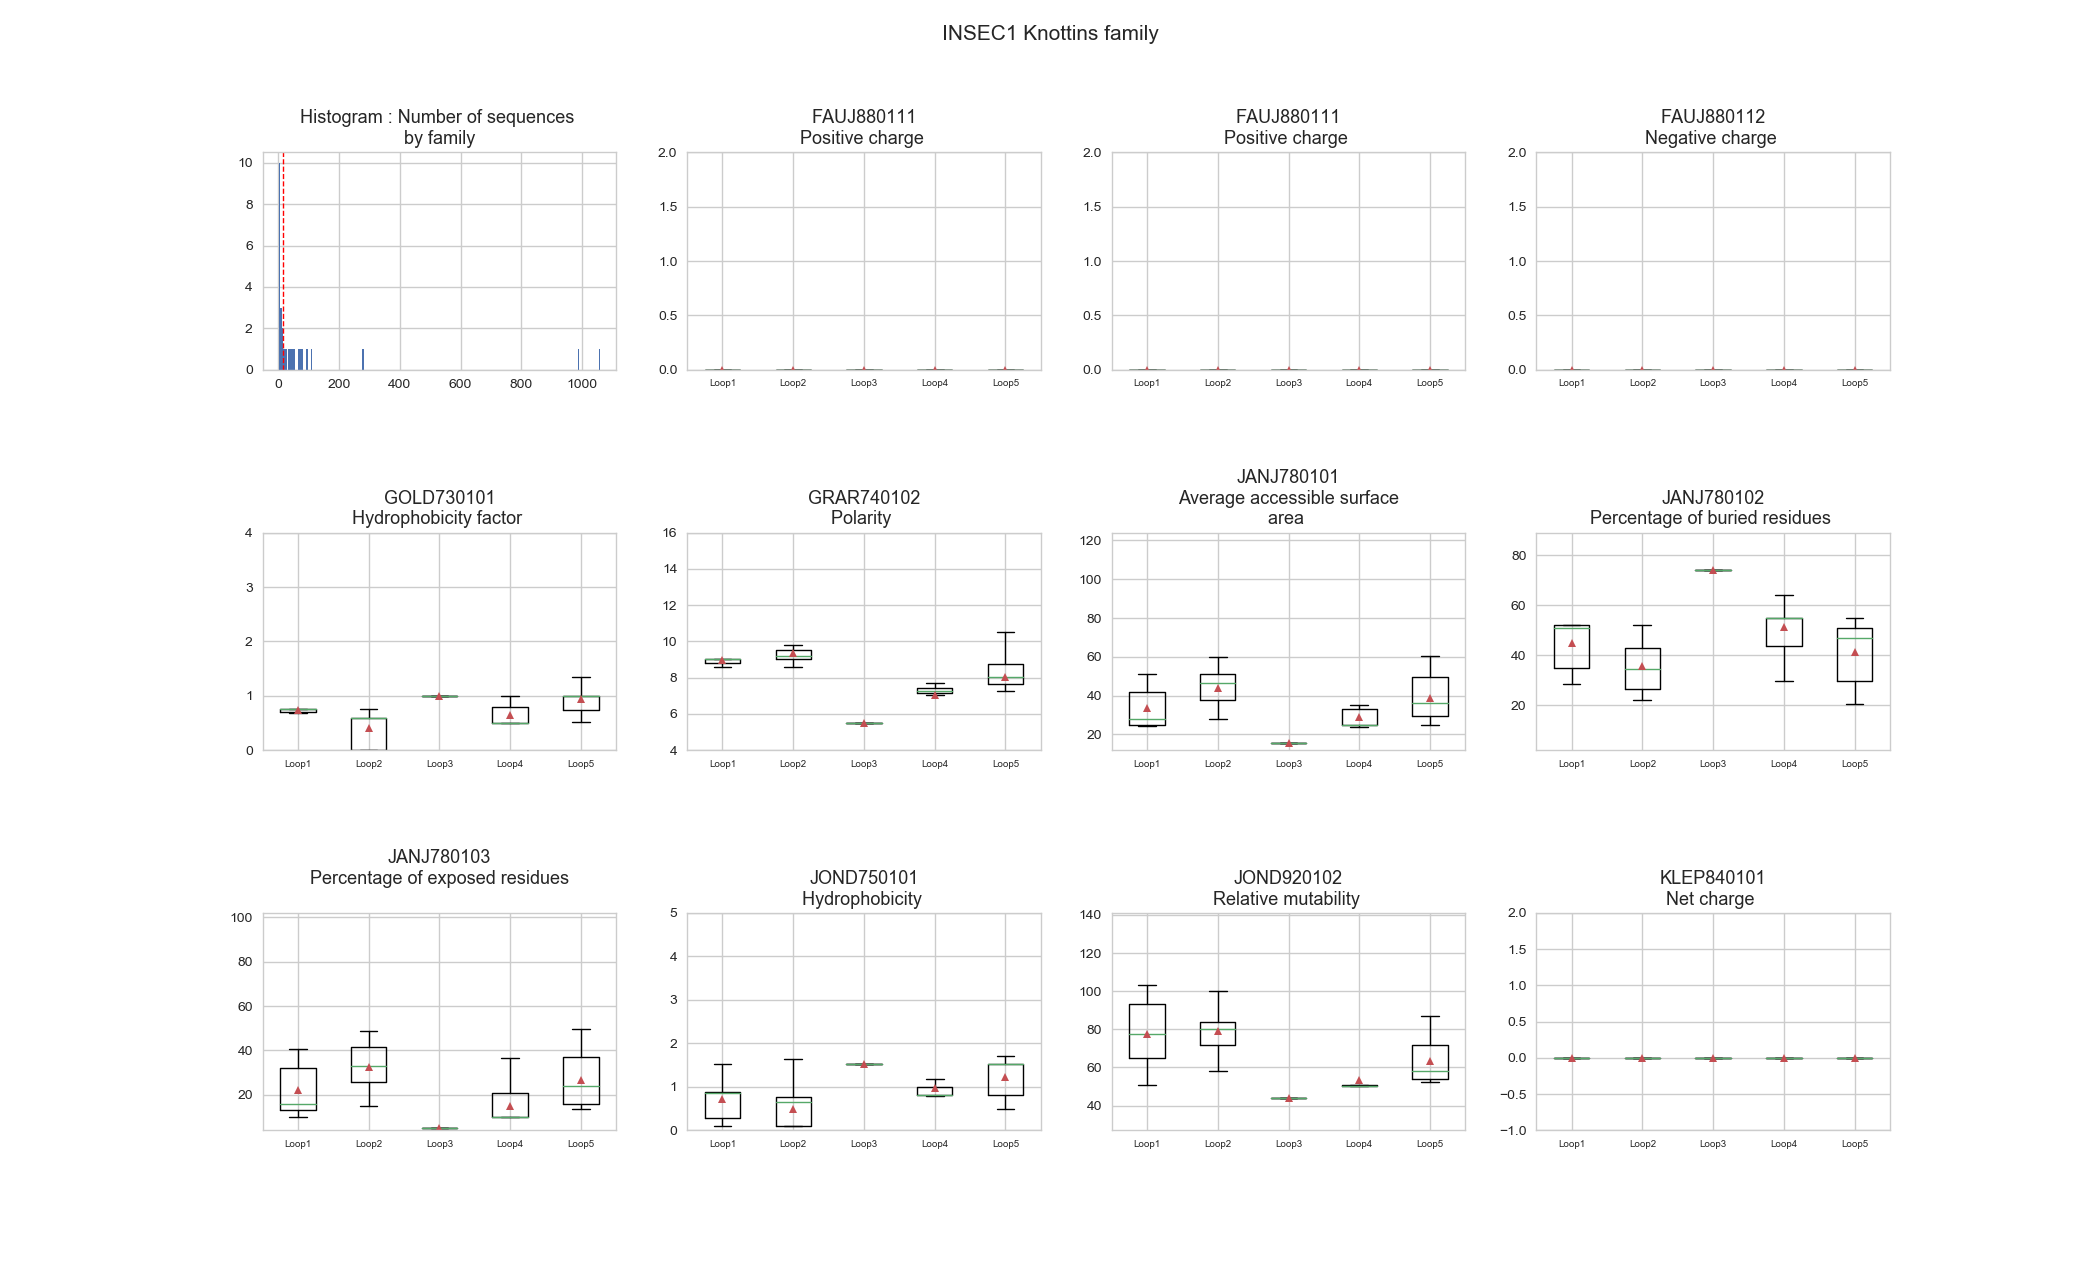 INSEC1 Knottins family
Histogram : Number of sequences
by family
10
8
6
4
2
0
0 200 400 600 800 1000
FAUJ880111
Positive charge
2.0
1.5
1.0
0.5
0.0
Loop1 Loop2 Loop3 Loop4 Loop5
FAUJ880111
Positive charge
2.0
1.5
1.0
0.5
0.0
Loop1 Loop2 Loop3 Loop4 Loop5
FAUJ880112
Negative charge
2.0
1.5
1.0
0.5
0.0
Loop1 Loop2 Loop3 Loop4 Loop5
GOLD730101
Hydrophobicity factor
4
3
2
1
0
Loop1 Loop2 Loop3 Loop4 Loop5
GRAR740102
Polarity
16
14
12
10
8
6
4
Loop1 Loop2 Loop3 Loop4 Loop5
JANJ780101
Average accessible surface
area
120
100
80
60
40
20
Loop1 Loop2 Loop3 Loop4 Loop5
JANJ780102
Percentage of buried residues
80
60
40
20
Loop1 Loop2 Loop3 Loop4 Loop5
JANJ780103
Percentage of exposed residues
100
80
60
40
20
Loop1 Loop2 Loop3 Loop4 Loop5
JOND750101
Hydrophobicity
5
4
3
2
1
0
Loop1 Loop2 Loop3 Loop4 Loop5
JOND920102
Relative mutability
140
120
100
80
60
40
Loop1 Loop2 Loop3 Loop4 Loop5
KLEP840101
Net charge
2.0
1.5
1.0
0.5
0.0
−0.5
−1.0
Loop1 Loop2 Loop3 Loop4 Loop5